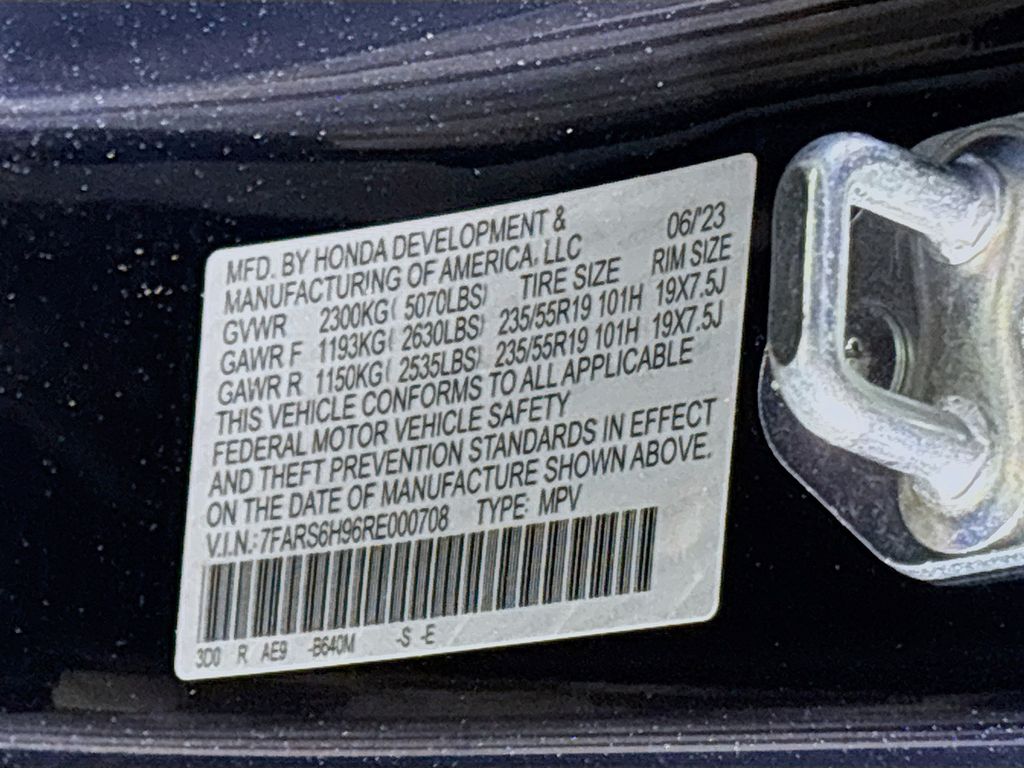 MFD. BY HONDA DEVELOPMENT & 06/'23
MANUFACTURING OF AMERICA, LLC
GVWR 2300KG( 5070LBS) TIRE SIZE RIM SIZE
GAWR F 1193KG( 2630LBS) 235/55R19 101H 19X7.5J
GAWR R 1150KG( 2535LBS) 235/55R19 101H 19X7.5J
THIS VEHICLE CONFORMS TO ALL APPLICABLE
FEDERAL MOTOR VEHICLE SAFETY
AND THEFT PREVENTION STANDARDS IN EFFECT
ON THE DATE OF MANUFACTURE SHOWN ABOVE.
V.I.N.: 7FARS6H96RE000708 TYPE: MPV
3D0 R AE9 -B640M -S -E